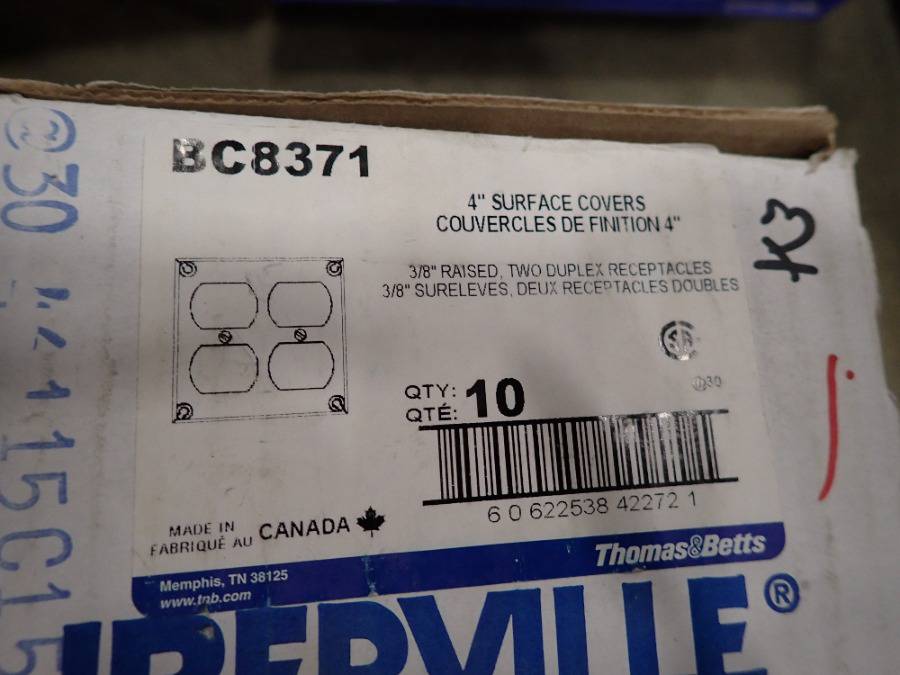 BC8371
4" SURFACE COVERS
COUVERCLES DE FINITION 4"
3/8" RAISED, TWO DUPLEX RECEPTACLES
3/8" SURELEVES, DEUX RECEPTACLES DOUBLES
K3
QTY: 10
QTÉ:
6 0 622538 42272 1
MADE IN
FABRIQUÉ AU CANADA
Thomas&Betts
Memphis, TN 38125
www.tnb.com
®
@30